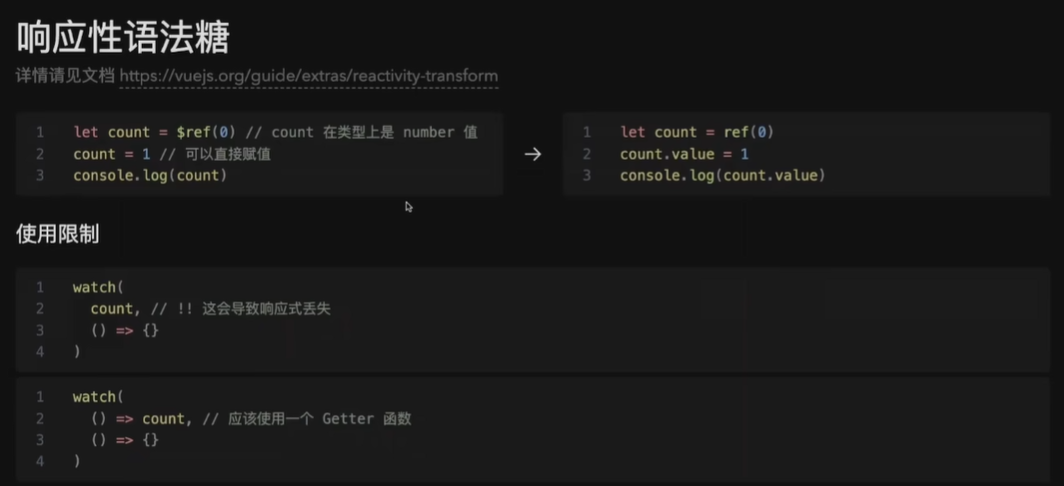 响应性语法糖
详情请见文档 https://vuejs.org/guide/extras/reactivity-transform
1 let count = $ref(0) // count 在类型上是 number 值
2 count = 1 // 可以直接赋值
3 console.log(count)
→
1 let count = ref(0)
2 count.value = 1
3 console.log(count.value)
使用限制
1 watch(
2 count, // !! 这会导致响应式丢失
3 () => {}
4 )
1 watch(
2 () => count, // 应该使用一个 Getter 函数
3 () => {}
4 )